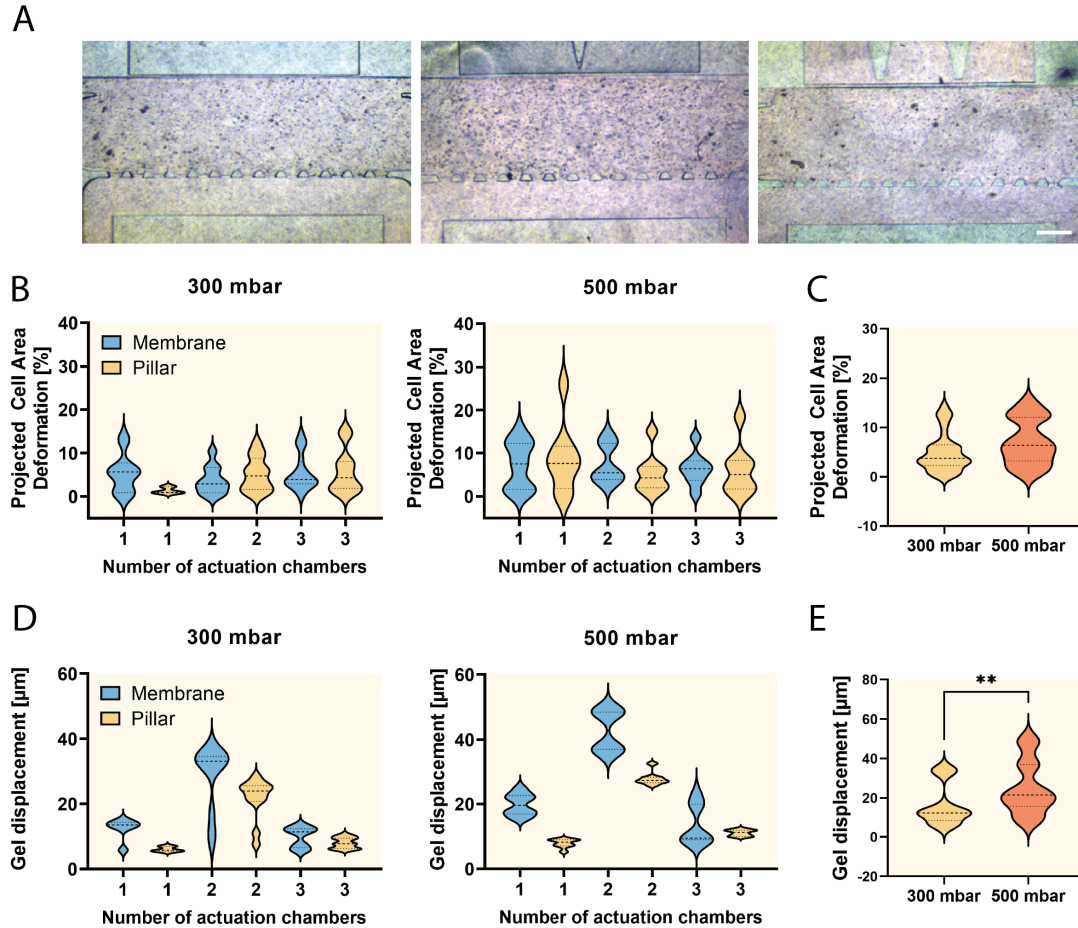 A
B
300 mbar
500 mbar
C
Projected Cell Area
Deformation [%]
40
30
20
10
0
Membrane
Pillar
1 1 2 2 3 3
Number of actuation chambers
Projected Cell Area
Deformation [%]
40
30
20
10
0
1 1 2 2 3 3
Number of actuation chambers
Projected Cell Area
Deformation [%]
30
20
10
0
-10
300 mbar 500 mbar
D
300 mbar
500 mbar
E
Gel displacement [µm]
60
40
20
0
Membrane
Pillar
1 1 2 2 3 3
Number of actuation chambers
Gel displacement [µm]
60
40
20
0
1 1 2 2 3 3
Number of actuation chambers
Gel displacement [µm]
80
60
40
20
0
-20
**
300 mbar 500 mbar